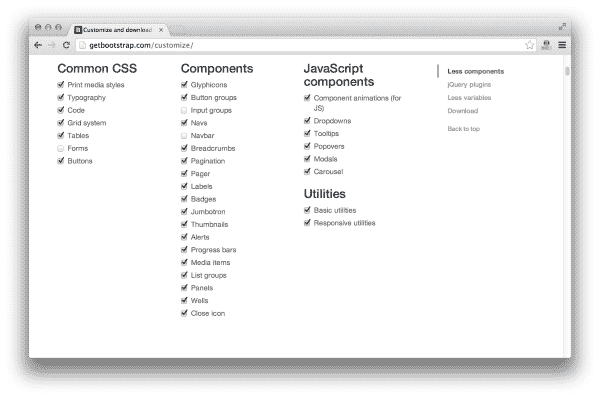 Customize and download
getbootstrap.com/customize/
Common CSS
Print media styles
Typography
Code
Grid system
Tables
Forms
Buttons
Components
Glyphicons
Button groups
Input groups
Navs
Navbar
Breadcrumbs
Pagination
Pager
Labels
Badges
Jumbotron
Thumbnails
Alerts
Progress bars
Media items
List groups
Panels
Wells
Close icon
JavaScript
components
Component animations (for
JS)
Dropdowns
Tooltips
Popovers
Modals
Carousel
Utilities
Basic utilities
Responsive utilities
Less components
jQuery plugins
Less variables
Download
Back to top